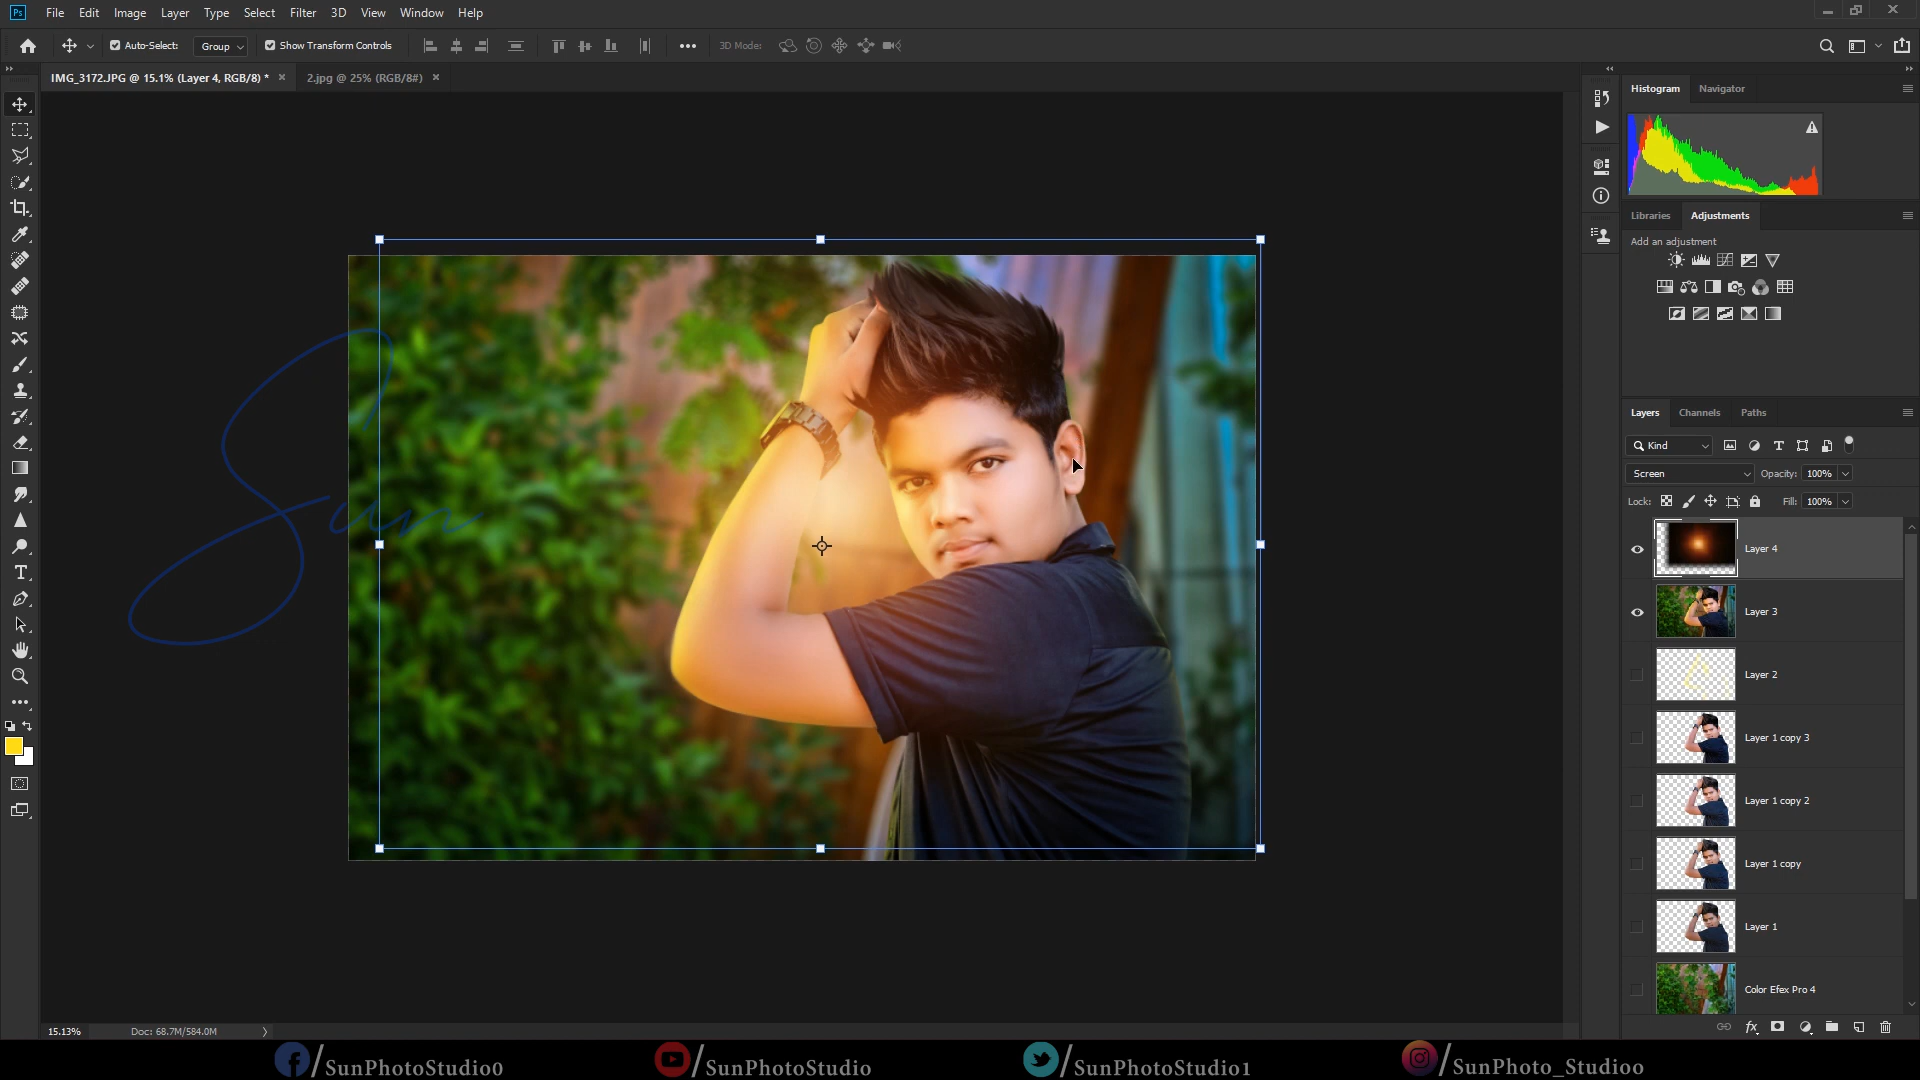 Ps File Edit Image Layer Type Select Filter 3D View Window Help
Auto-Select: Group Show Transform Controls 3D Mode:
IMG_3172.JPG @ 15.1% (Layer 4, RGB/8) * × 2.jpg @ 25% (RGB/8#) ×
Histogram Navigator
Libraries Adjustments
Add an adjustment
Layers Channels Paths
Kind
Screen Opacity: 100%
Lock: Fill: 100%
Layer 4
Layer 3
Layer 2
Layer 1 copy 3
Layer 1 copy 2
Layer 1 copy
Layer 1
Color Efex Pro 4
Sun
15.13% Doc: 68.7M/584.0M
/SunPhotoStudio0 /SunPhotoStudio /SunPhotoStudio1 /SunPhoto_Studioo